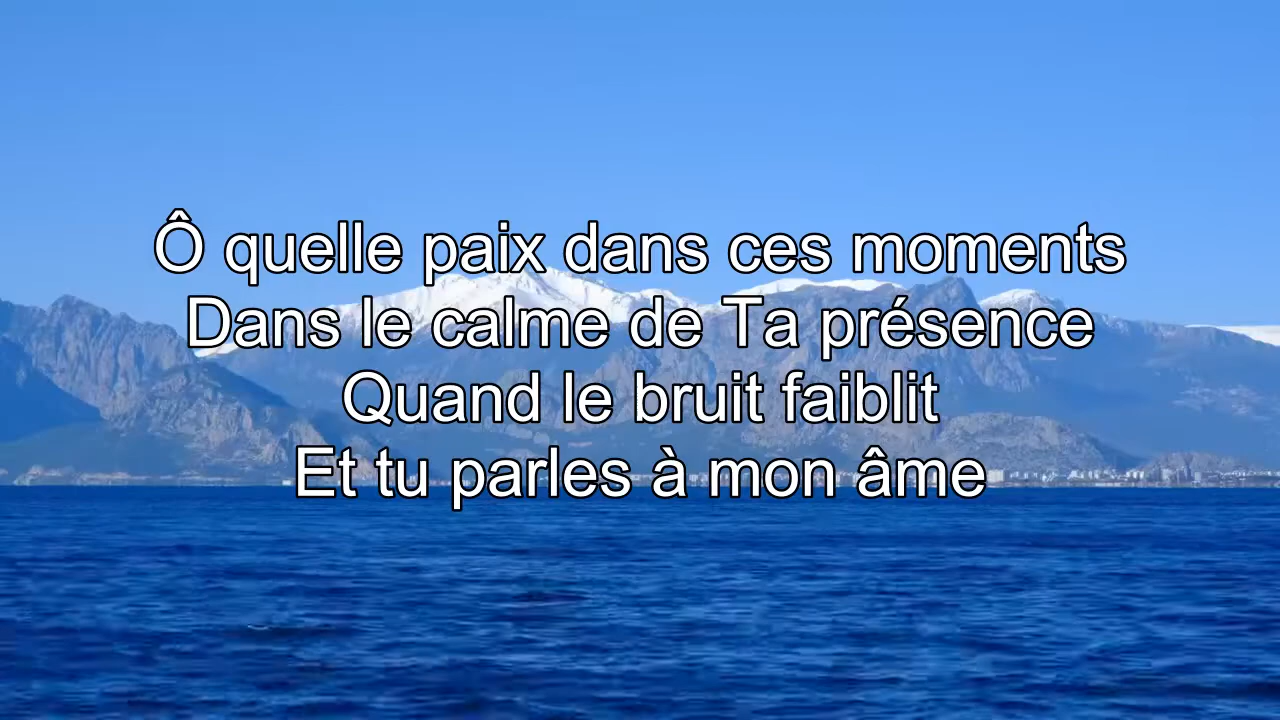 Ô quelle paix dans ces moments
Dans le calme de Ta présence
Quand le bruit faiblit
Et tu parles à mon âme